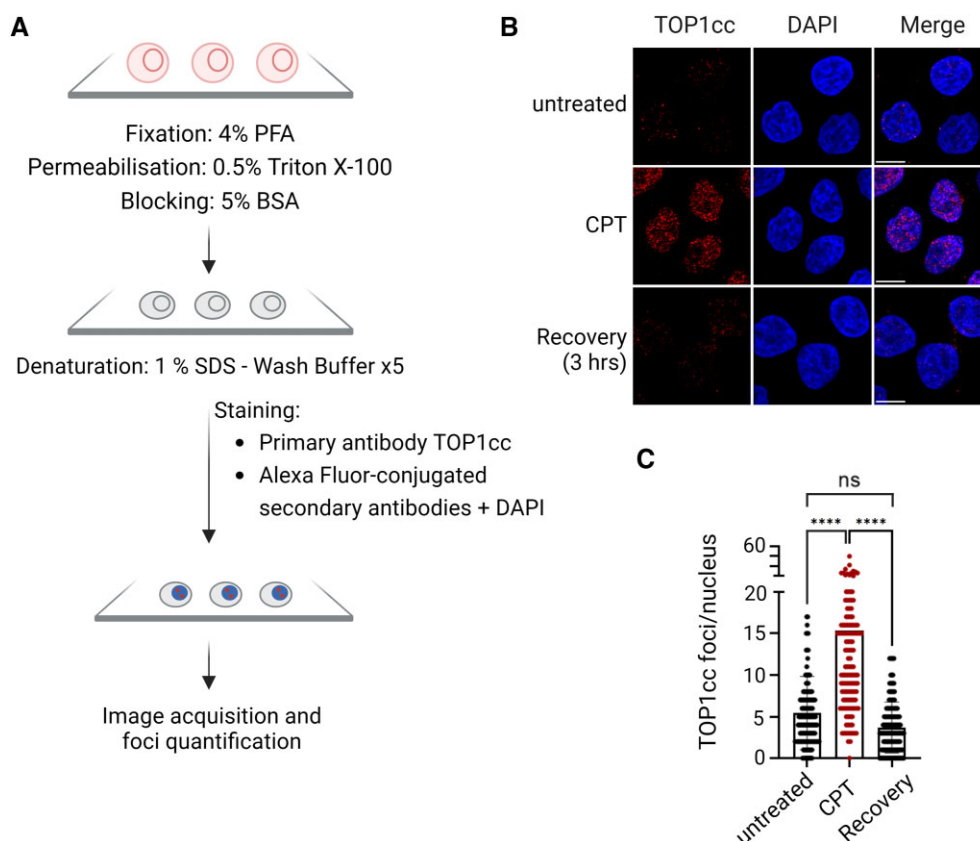 A
Fixation: 4% PFA
Permeabilisation: 0.5% Triton X-100
Blocking: 5% BSA
Denaturation: 1 % SDS - Wash Buffer x5
Staining:
• Primary antibody TOP1cc
• Alexa Fluor-conjugated
secondary antibodies + DAPI
Image acquisition and
foci quantification
B
TOP1cc DAPI Merge
untreated
CPT
Recovery
(3 hrs)
C
ns
**** ****
TOP1cc foci/nucleus
60
20
15
10
5
0
untreated
CPT
Recovery